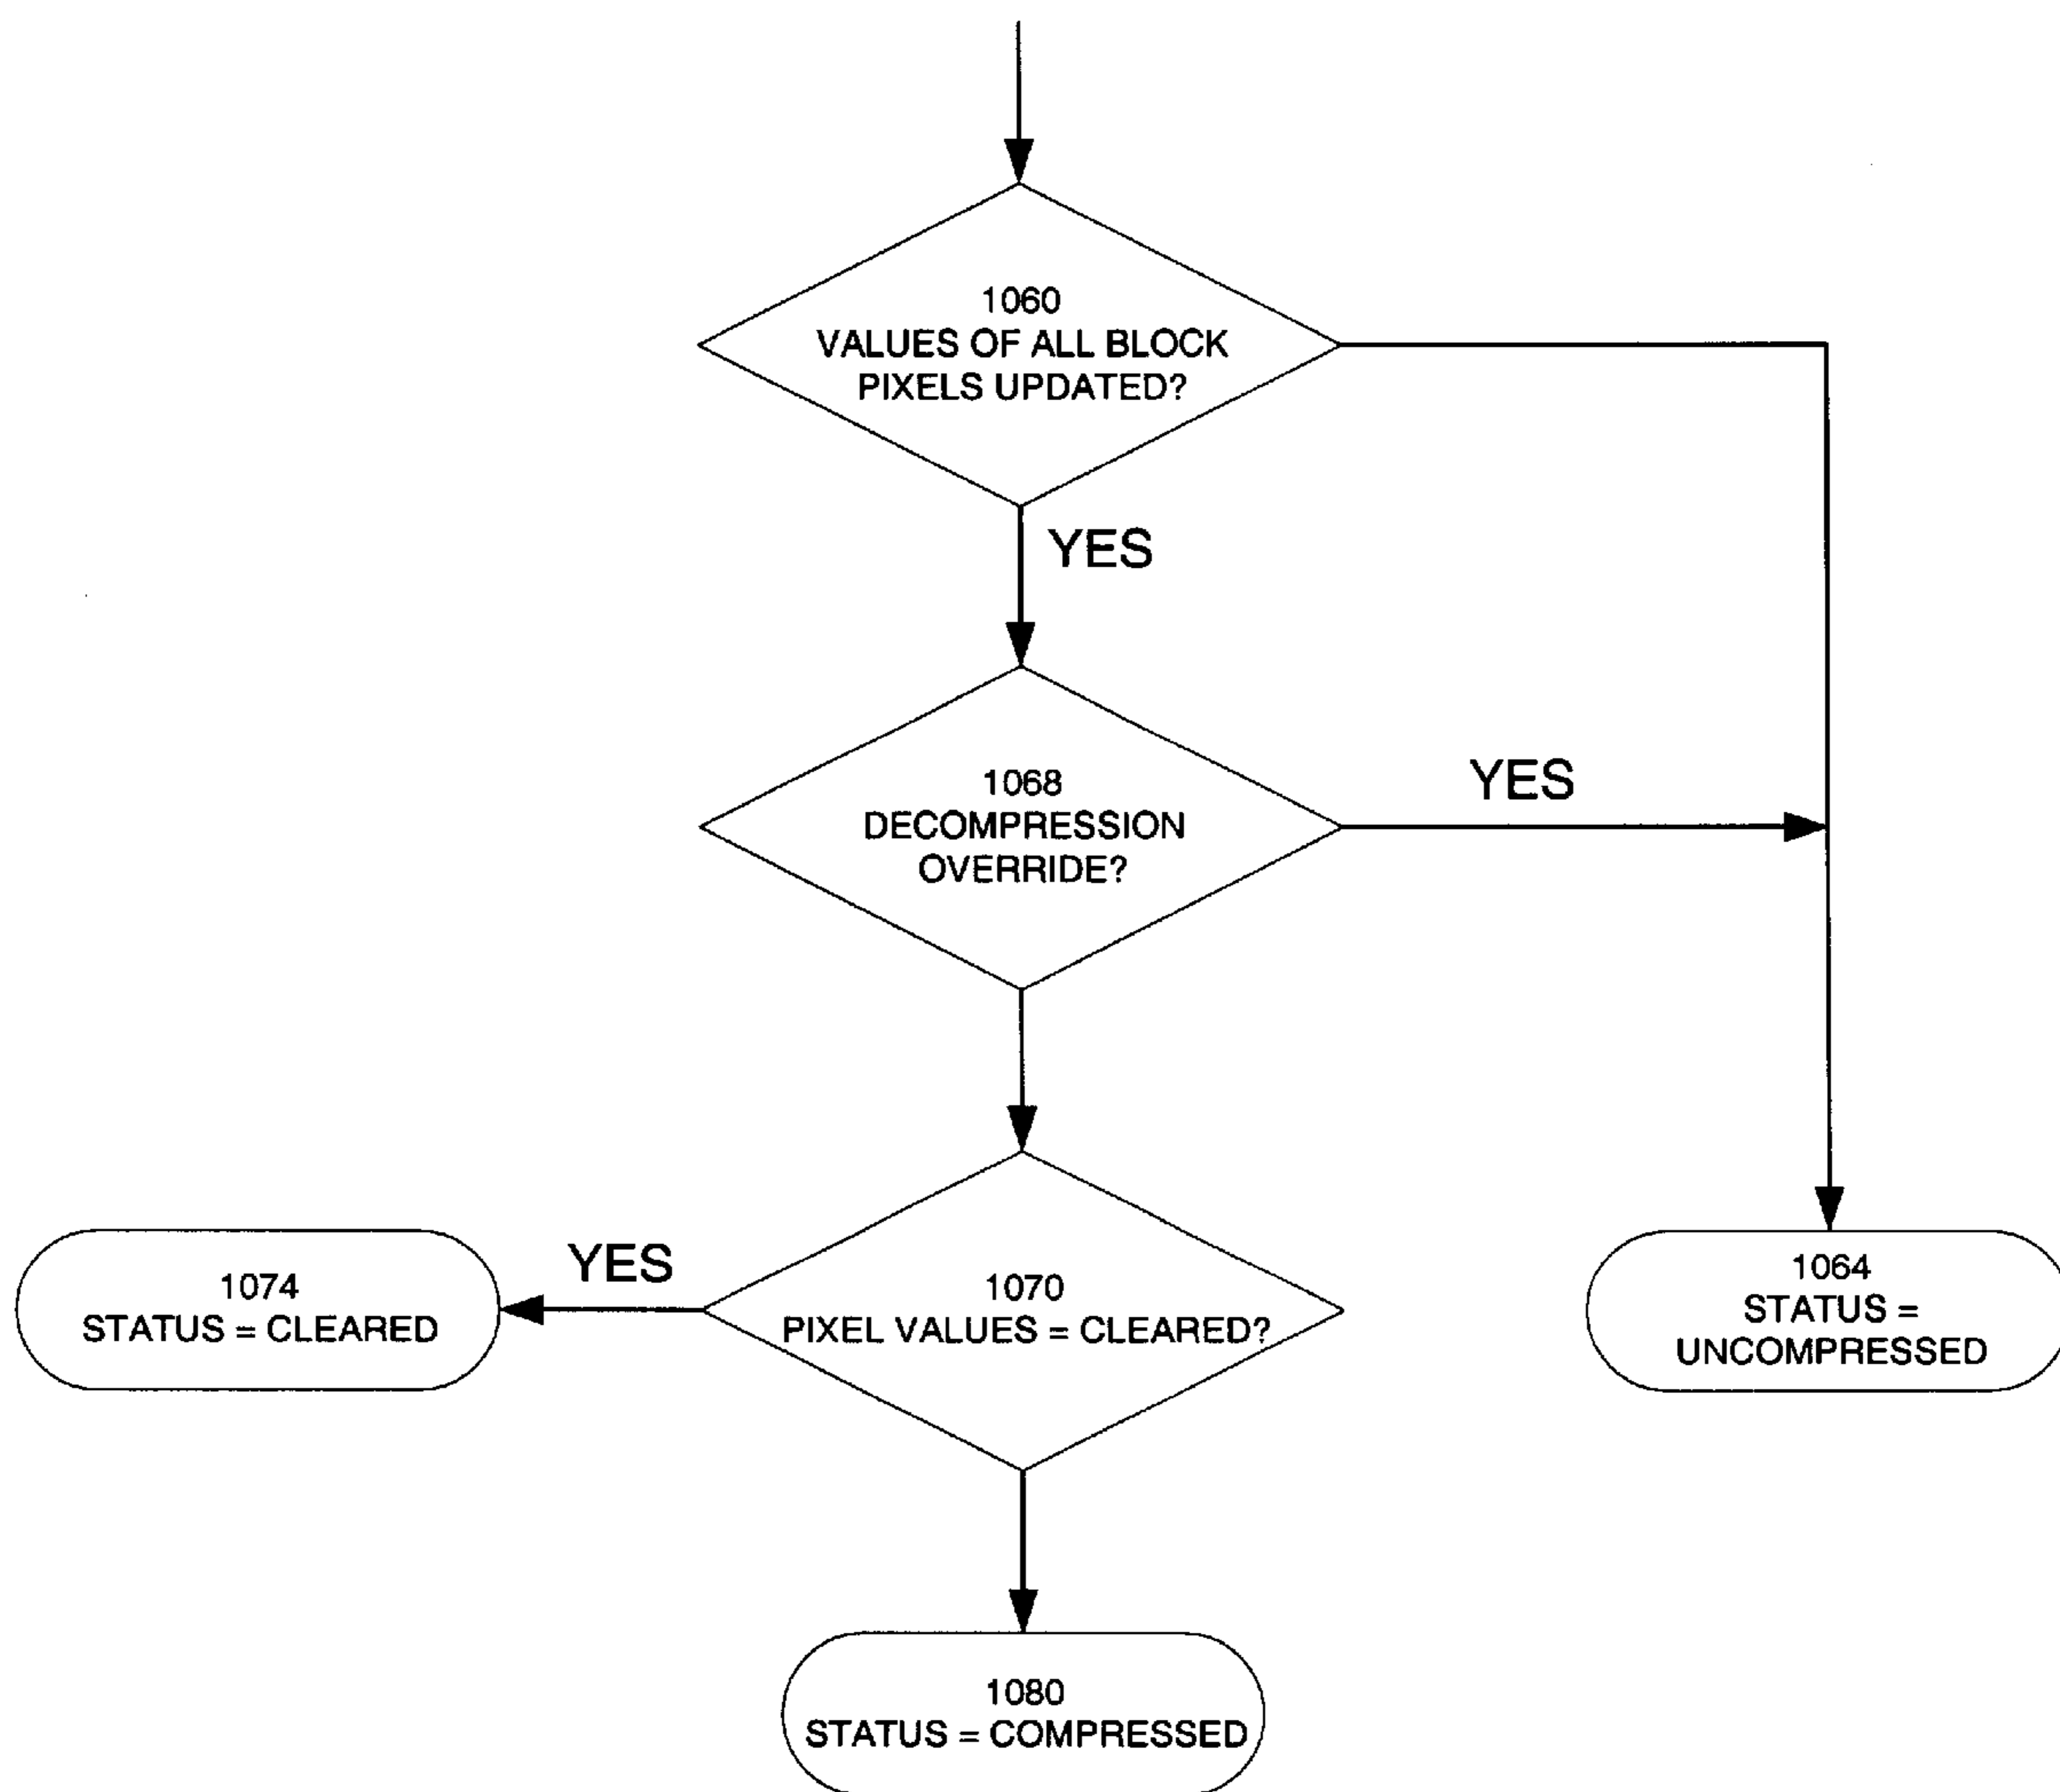 1060
VALUES OF ALL BLOCK
PIXELS UPDATED?
YES
1068
DECOMPRESSION
OVERRIDE?
YES
1070
PIXEL VALUES = CLEARED?
YES
1074
STATUS = CLEARED
1064
STATUS =
UNCOMPRESSED
1080
STATUS = COMPRESSED